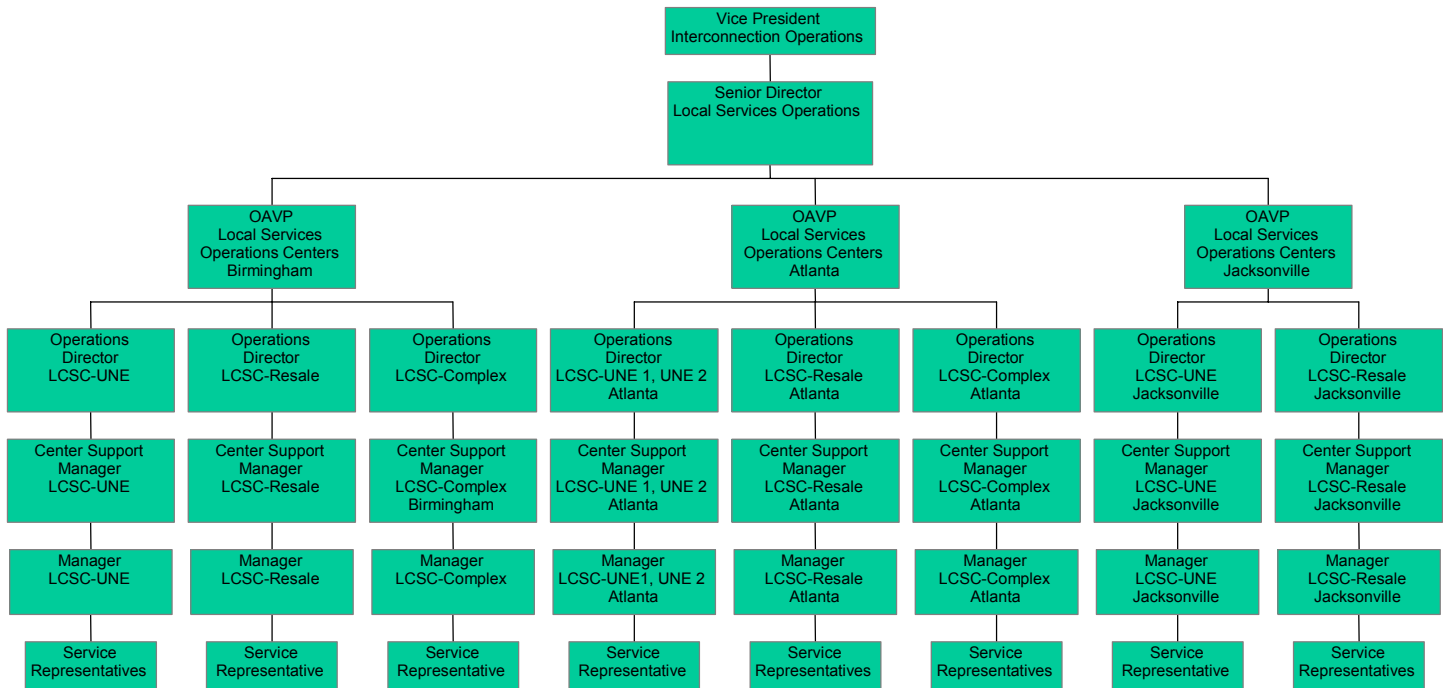 Vice President
Interconnection Operations
Senior Director
Local Services Operations
OAVP
Local Services
Operations Centers
Birmingham
OAVP
Local Services
Operations Centers
Atlanta
OAVP
Local Services
Operations Centers
Jacksonville
Operations
Director
LCSC-UNE
Operations
Director
LCSC-Resale
Operations
Director
LCSC-Complex
Operations
Director
LCSC-UNE 1, UNE 2
Atlanta
Operations
Director
LCSC-Resale
Atlanta
Operations
Director
LCSC-Complex
Atlanta
Operations
Director
LCSC-UNE
Jacksonville
Operations
Director
LCSC-Resale
Jacksonville
Center Support
Manager
LCSC-UNE
Center Support
Manager
LCSC-Resale
Center Support
Manager
LCSC-Complex
Birmingham
Center Support
Manager
LCSC-UNE 1, UNE 2
Atlanta
Center Support
Manager
LCSC-Resale
Atlanta
Center Support
Manager
LCSC-Complex
Atlanta
Center Support
Manager
LCSC-UNE
Jacksonville
Center Support
Manager
LCSC-Resale
Jacksonville
Manager
LCSC-UNE
Manager
LCSC-Resale
Manager
LCSC-Complex
Manager
LCSC-UNE1, UNE 2
Atlanta
Manager
LCSC-Resale
Atlanta
Manager
LCSC-Complex
Atlanta
Manager
LCSC-UNE
Jacksonville
Manager
LCSC-Resale
Jacksonville
Service
Representatives
Service
Representative
Service
Representative
Service
Representative
Service
Representatives
Service
Representatives
Service
Representative
Service
Representatives